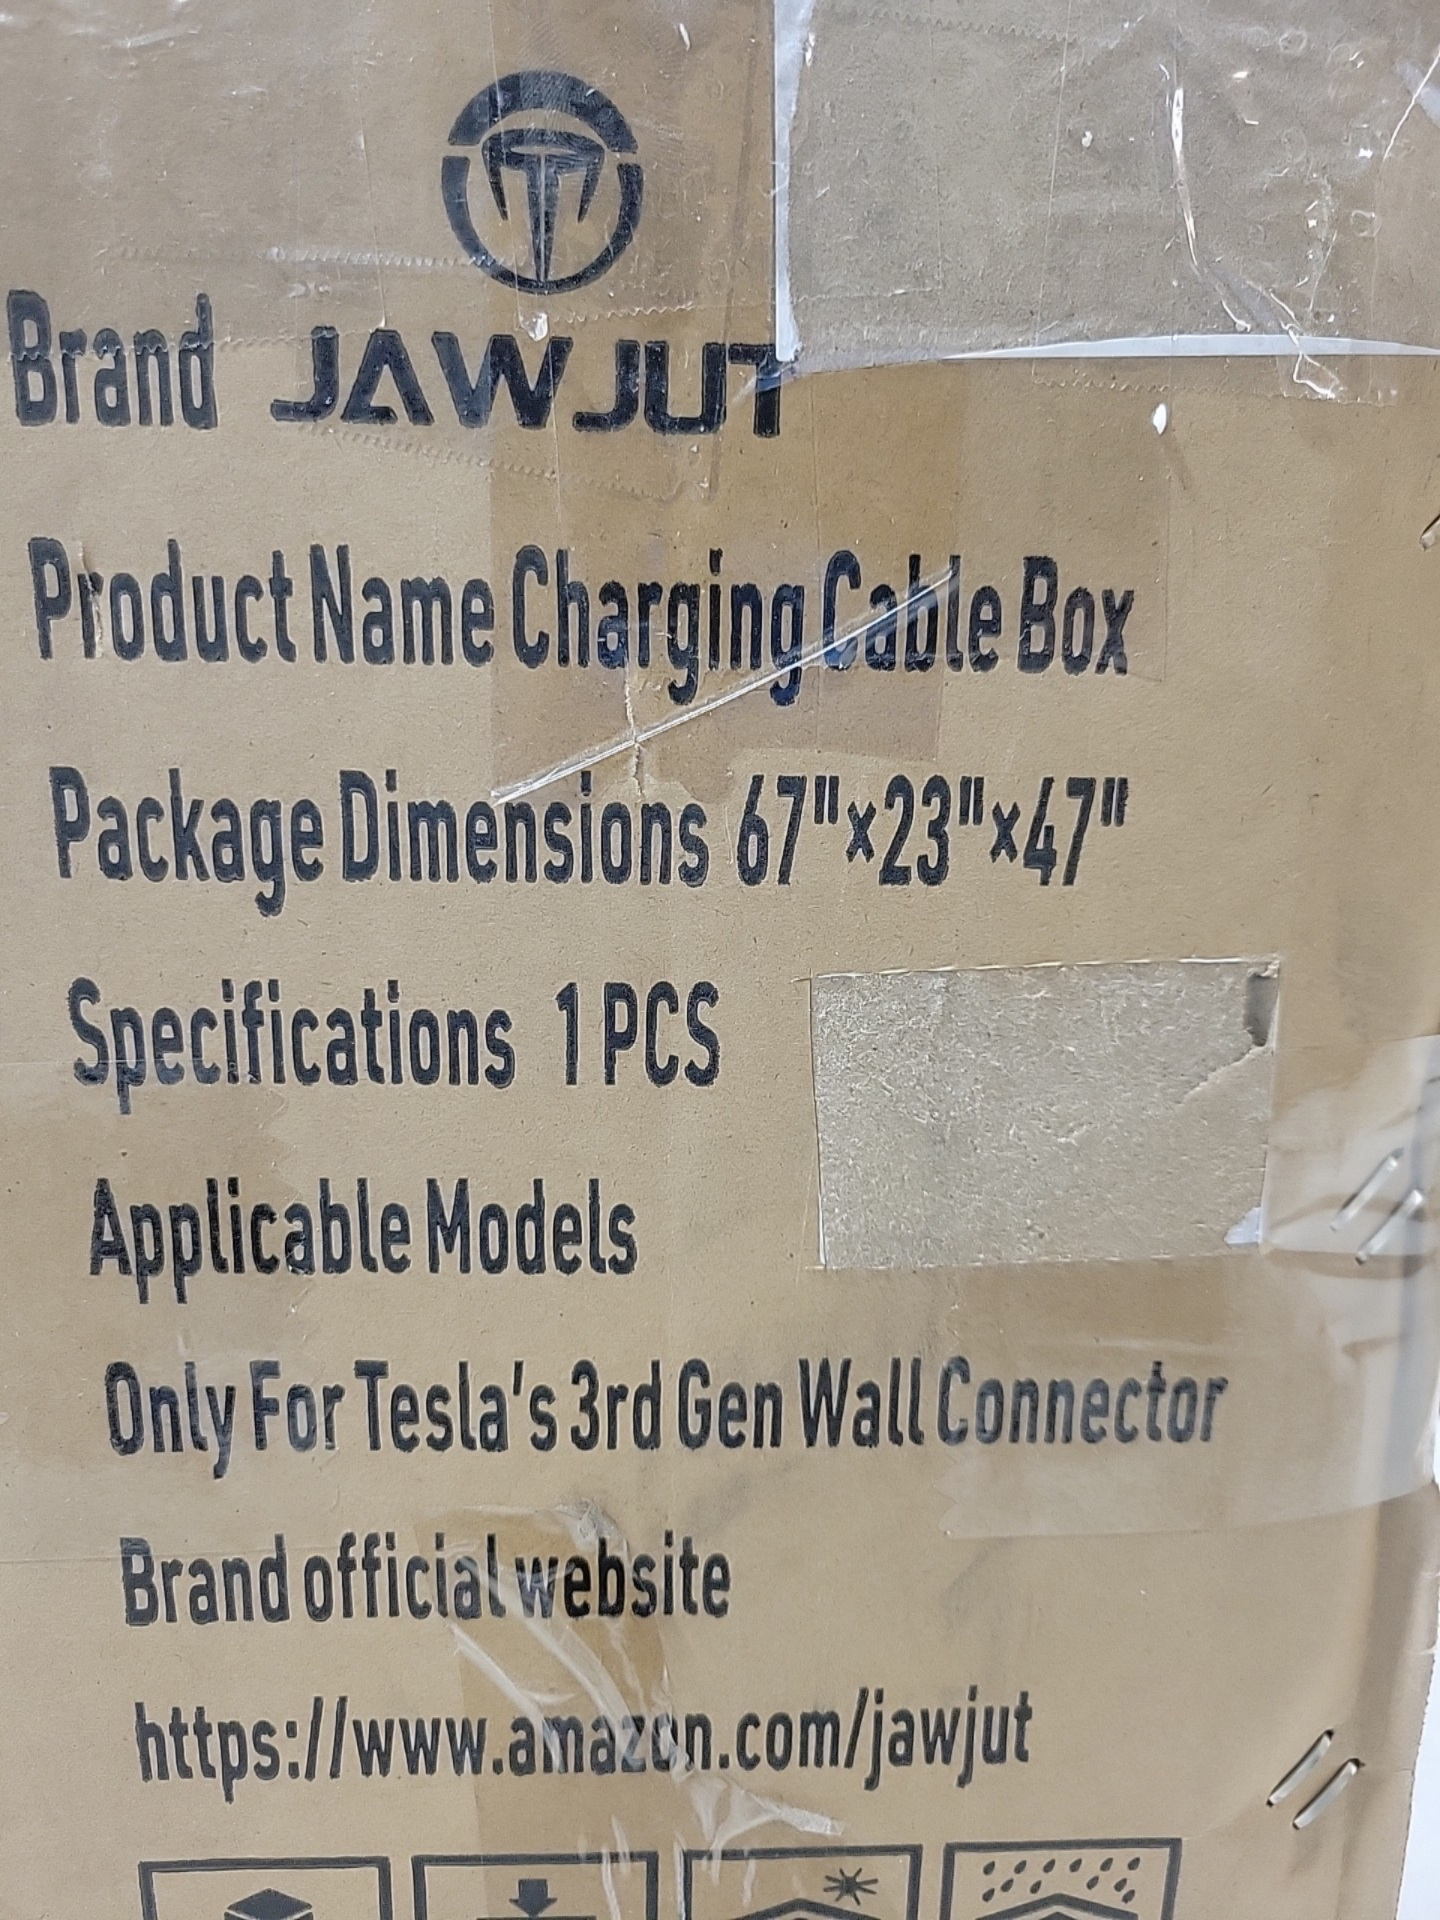 Brand JAWJUT
Product Name Charging Cable Box
Package Dimensions 67"×23"×47"
Specifications 1 PCS
Applicable Models
Only For Tesla's 3rd Gen Wall Connector
Brand official website
https://www.amazon.com/jawjut